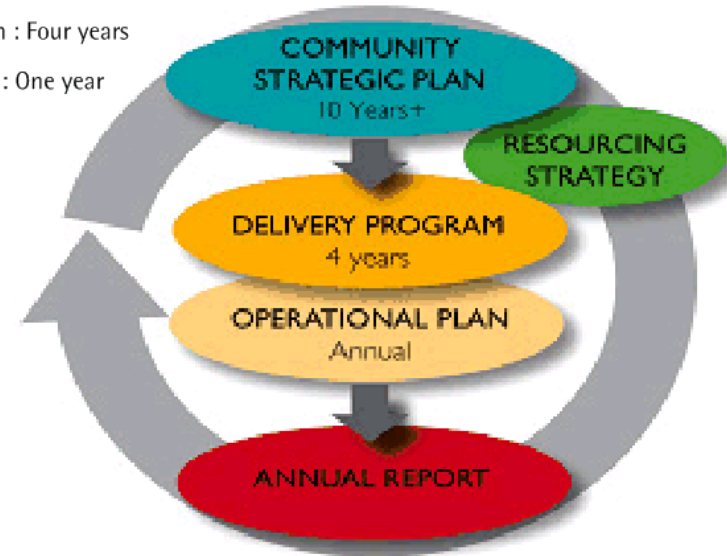 : Four years
: One year
COMMUNITY
STRATEGIC PLAN
10 Years+
RESOURCING
STRATEGY
DELIVERY PROGRAM
4 years
OPERATIONAL PLAN
Annual
ANNUAL REPORT